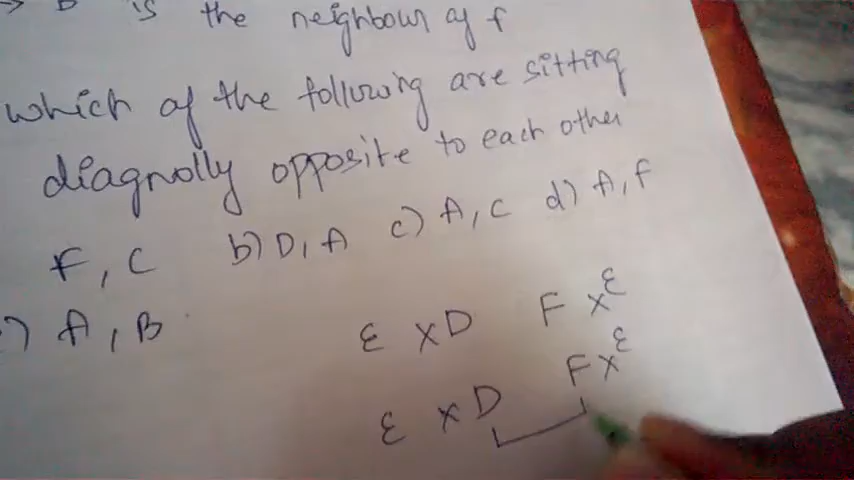 is the neighbour of f
which of the following are sitting
diagnolly opposite to each other
F, C b) D, A c) A, C d) A, F
) A, B
E X D F X E
E X D F X E